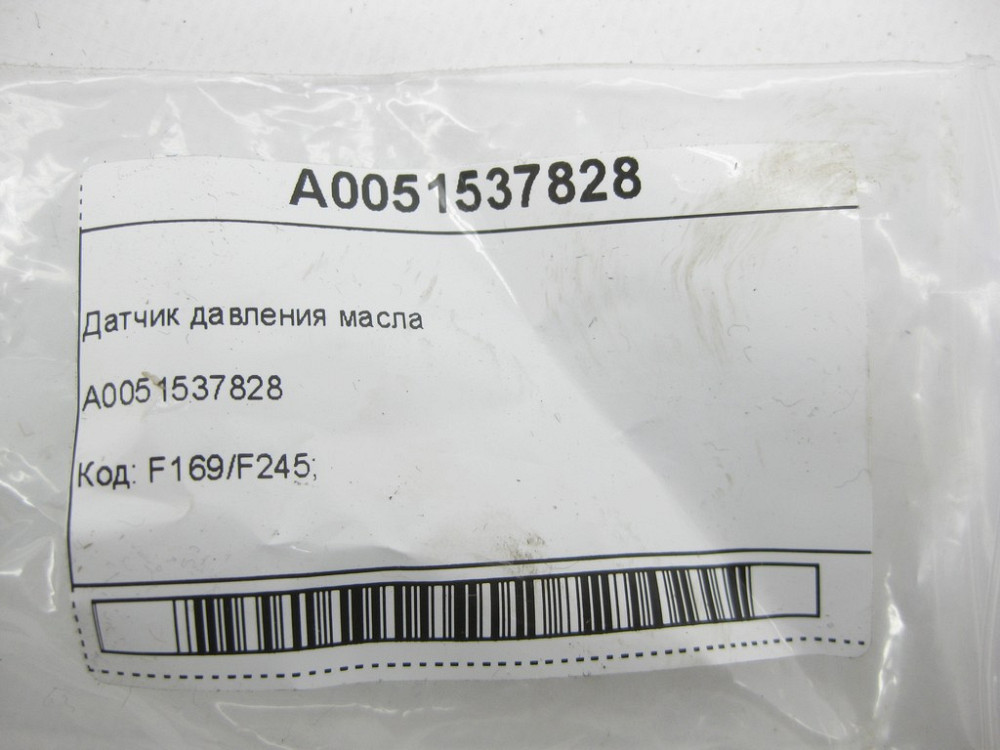 A0051537828
Датчик давления масла
A0051537828
Код: F169/F245;